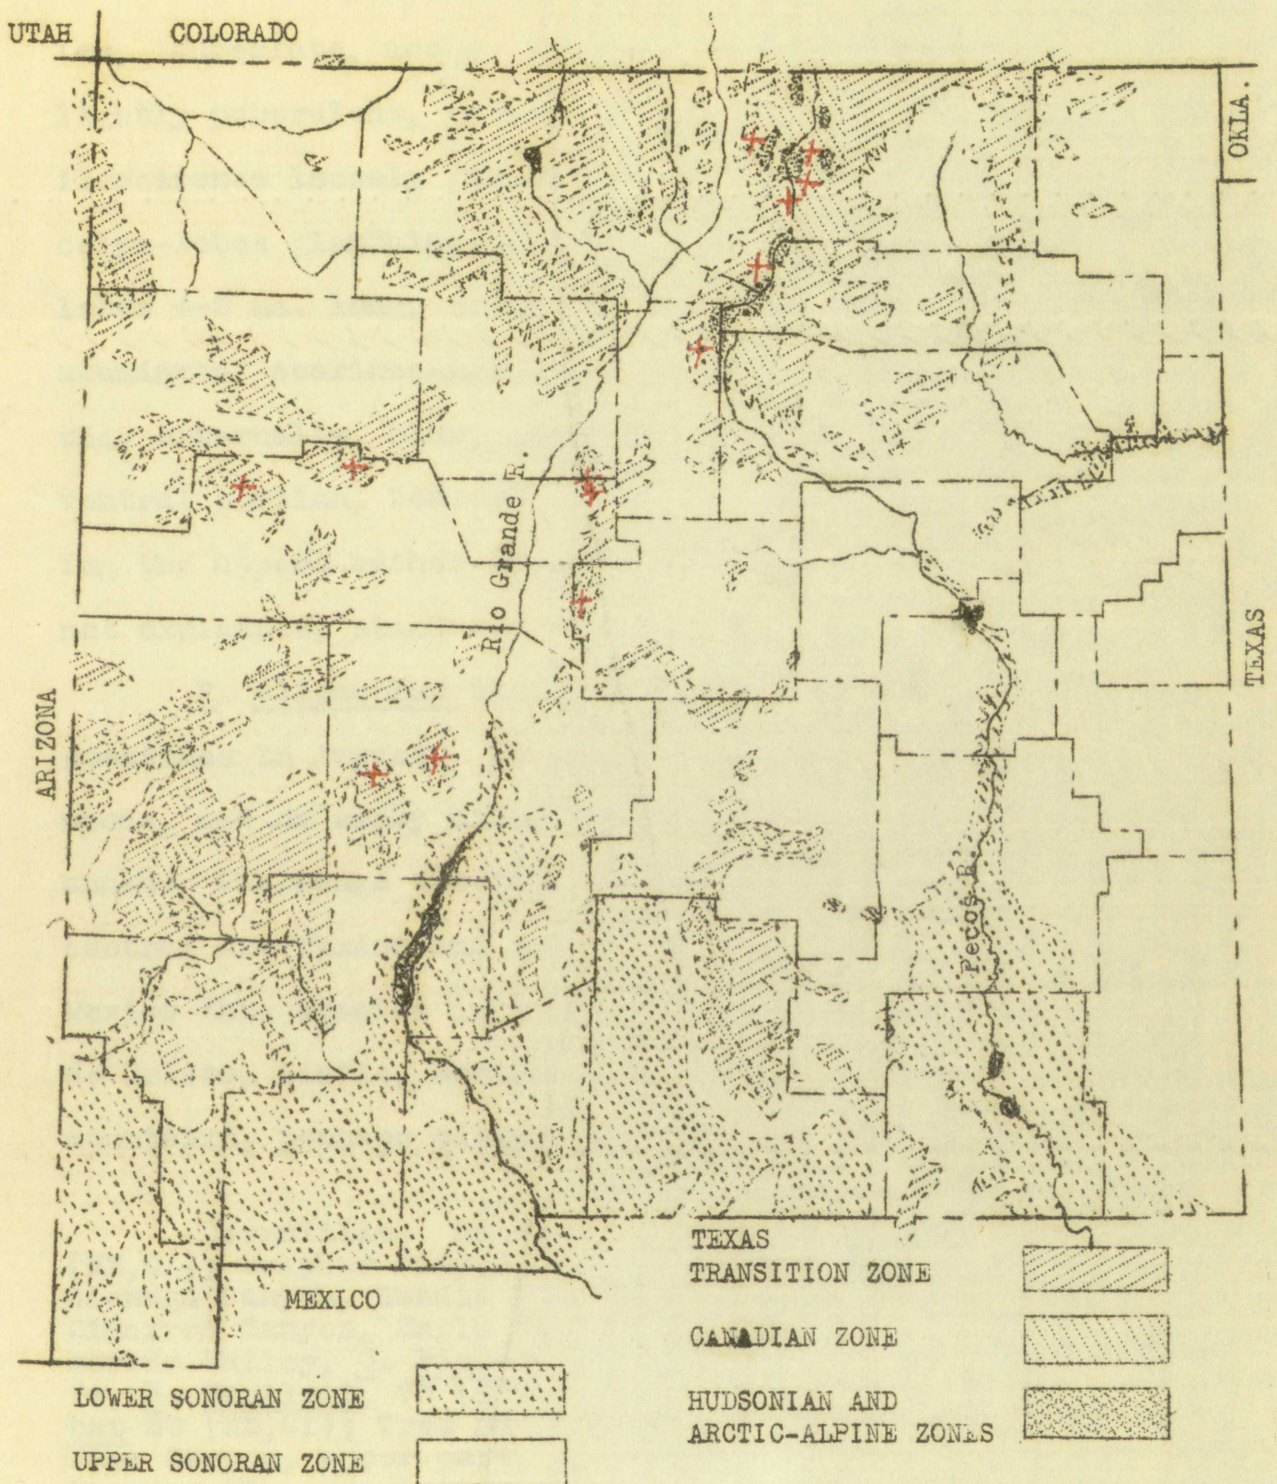 UTAH
COLORADO
OKLA.
Rio Grande R.
ARIZONA
TEXAS
Pecos R.
TEXAS
MEXICO
TRANSITION ZONE
CANADIAN ZONE
HUDSONIAN AND
ARCTIC-ALPINE ZONES
LOWER SONORAN ZONE
UPPER SONORAN ZONE